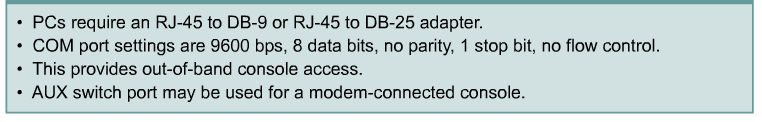 • PCs require an RJ-45 to DB-9 or RJ-45 to DB-25 adapter.
• COM port settings are 9600 bps, 8 data bits, no parity, 1 stop bit, no flow control.
• This provides out-of-band console access.
• AUX switch port may be used for a modem-connected console.